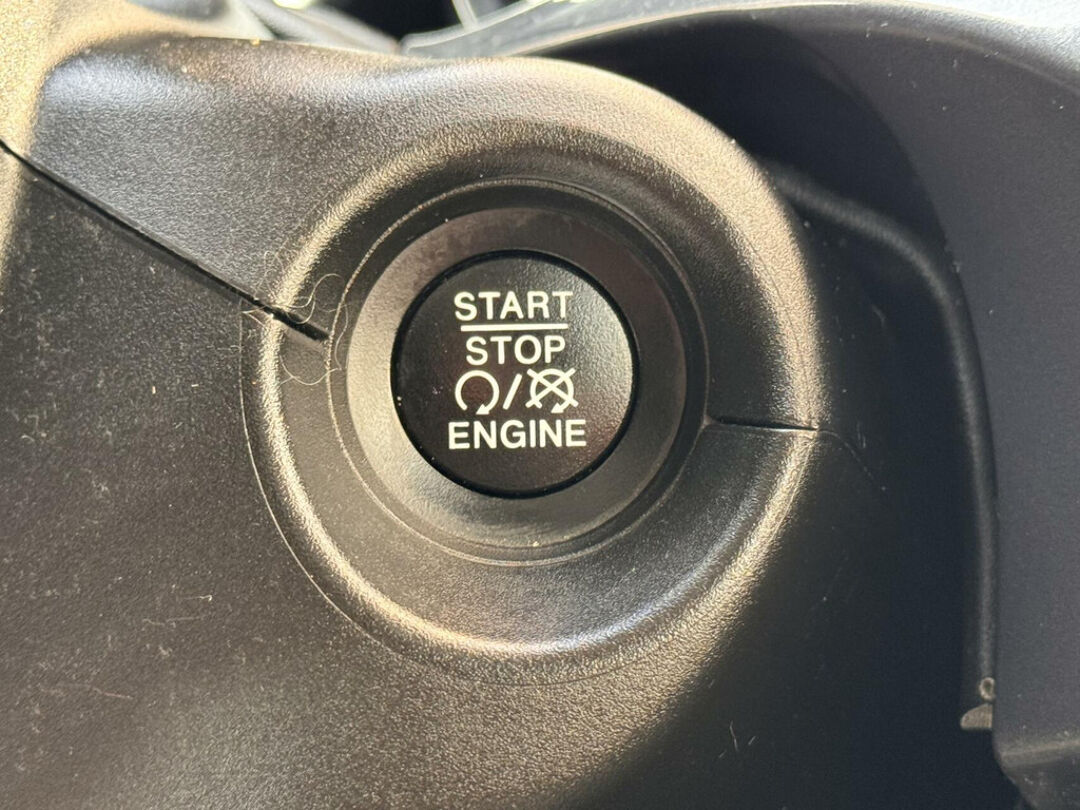 START
STOP
/
ENGINE